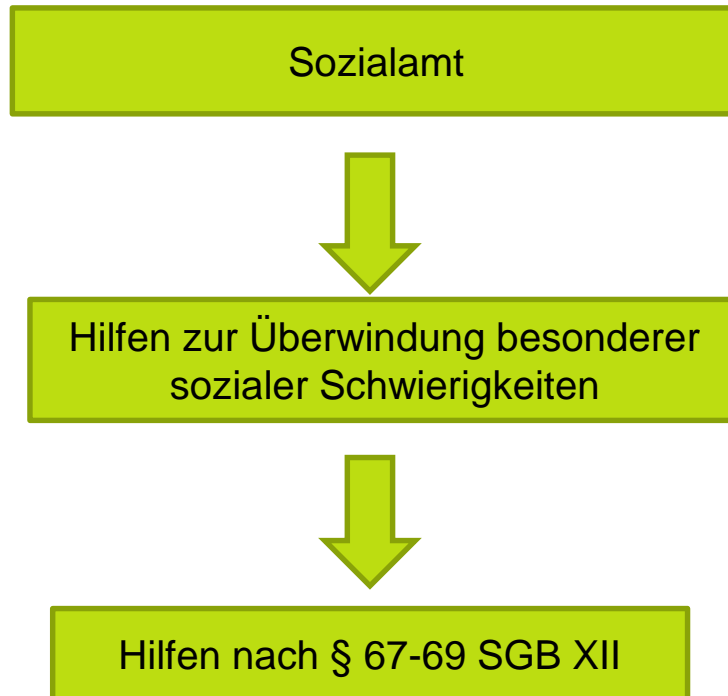 Sozialamt
Hilfen zur Überwindung besonderer
sozialer Schwierigkeiten
Hilfen nach § 67-69 SGB XII